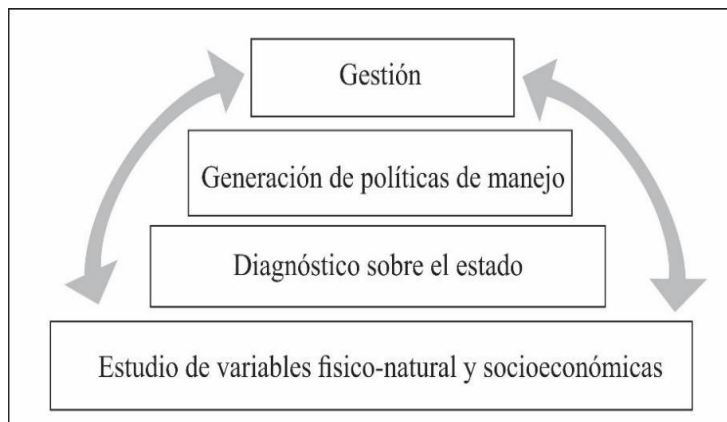 Gestión
Generación de políticas de manejo
Diagnóstico sobre el estado
Estudio de variables fisico-natural y socioeconómicas